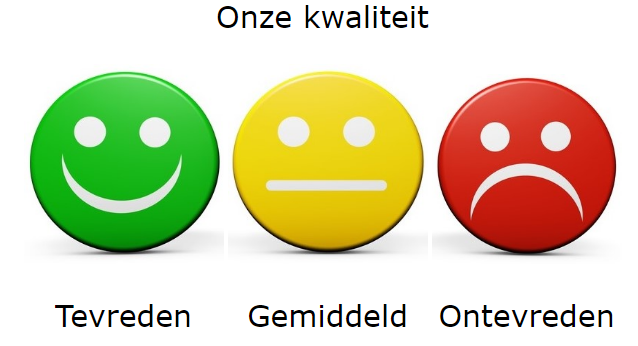 Onze kwaliteit
Tevreden Gemiddeld Ontevreden